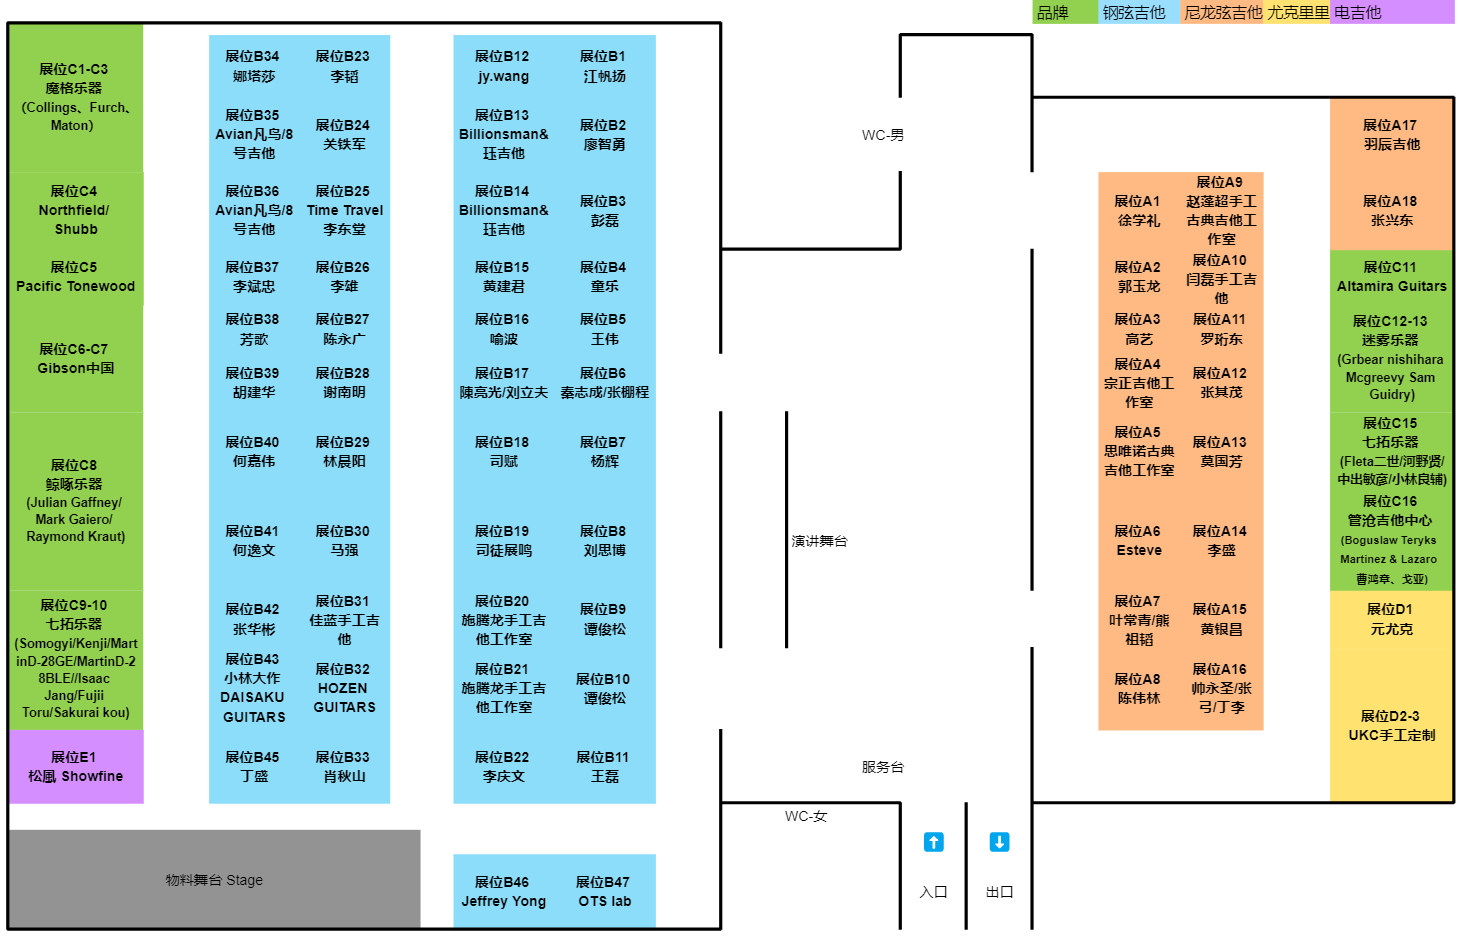 品牌
钢弦吉他
尼龙弦吉他
尤克里里
电吉他
展位C1-C3
魔格乐器
（Collings、Furch、
Maton）
展位C4
Northfield/
Shubb
展位C5
Pacific Tonewood
展位C6-C7
Gibson中国
展位C8
鲸啄乐器
(Julian Gaffney/
Mark Gaiero/
Raymond Kraut)
展位C9-10
七拓乐器
(Somogyi/Kenji/Mart
inD-28GE/MartinD-2
8BLE//Isaac
Jang/Fujii
Toru/Sakurai kou)
展位E1
松風 Showfine
展位B34
娜塔莎
展位B35
Avian凡鸟/8
号吉他
展位B36
Avian凡鸟/8
号吉他
展位B37
李斌忠
展位B38
芳歌
展位B39
胡建华
展位B40
何嘉伟
展位B41
何逸文
展位B42
张华彬
展位B43
小林大作
DAISAKU
GUITARS
展位B45
丁盛
展位B23
李韬
展位B24
关铁军
展位B25
Time Travel
李东堂
展位B26
李雄
展位B27
陈永广
展位B28
谢南明
展位B29
林晨阳
展位B30
马强
展位B31
佳蓝手工吉
他
展位B32
HOZEN
GUITARS
展位B33
肖秋山
展位B12
jy.wang
展位B13
Billionsman&
珏吉他
展位B14
Billionsman&
珏吉他
展位B15
黄建君
展位B16
喻波
展位B17
陳亮光/刘立夫
展位B18
司赋
展位B19
司徒展鸣
展位B20
施腾龙手工吉
他工作室
展位B21
施腾龙手工吉
他工作室
展位B22
李庆文
展位B1
江帆扬
展位B2
廖智勇
展位B3
彭磊
展位B4
童乐
展位B5
王伟
展位B6
秦志成/张棚程
展位B7
杨辉
展位B8
刘思博
展位B9
谭俊松
展位B10
谭俊松
展位B11
王磊
物料舞台 Stage
展位B46
Jeffrey Yong
展位B47
OTS lab
WC-男
演讲舞台
服务台
WC-女
入口
出口
展位A1
徐学礼
展位A2
郭玉龙
展位A3
高艺
展位A4
宗正吉他工
作室
展位A5
思唯诺古典
吉他工作室
展位A6
Esteve
展位A7
叶常青/熊
祖韬
展位A8
陈伟林
展位A9
赵蓬超手工
古典吉他工
作室
展位A10
闫磊手工吉
他
展位A11
罗珩东
展位A12
张其茂
展位A13
莫国芳
展位A14
李盛
展位A15
黄银昌
展位A16
帅永圣/张
弓/丁李
展位A17
羽辰吉他
展位A18
张兴东
展位C11
Altamira Guitars
展位C12-13
迷雾乐器
(Grbear nishihara
Mcgreevy Sam
Guidry)
展位C15
七拓乐器
(Fleta二世/河野贤/
中出敏彦/小林良辅)
展位C16
管沧吉他中心
(Boguslaw Teryks
Martinez & Lazaro
曹鸿章、戈亚)
展位D1
元尤克
展位D2-3
UKC手工定制